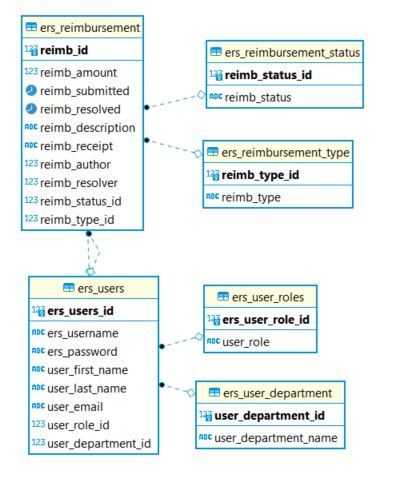 ers_reimbursement
123 reimb_id
123 reimb_amount
reimb_submitted
reimb_resolved
ABC reimb_description
ABC reimb_receipt
123 reimb_author
123 reimb_resolver
123 reimb_status_id
123 reimb_type_id
ers_reimbursement_status
123 reimb_status_id
ABC reimb_status
ers_reimbursement_type
123 reimb_type_id
ABC reimb_type
ers_users
123 ers_users_id
ABC ers_username
ABC ers_password
ABC user_first_name
ABC user_last_name
ABC user_email
123 user_role_id
123 user_department_id
ers_user_roles
123 ers_user_role_id
ABC user_role
ers_user_department
123 user_department_id
ABC user_department_name